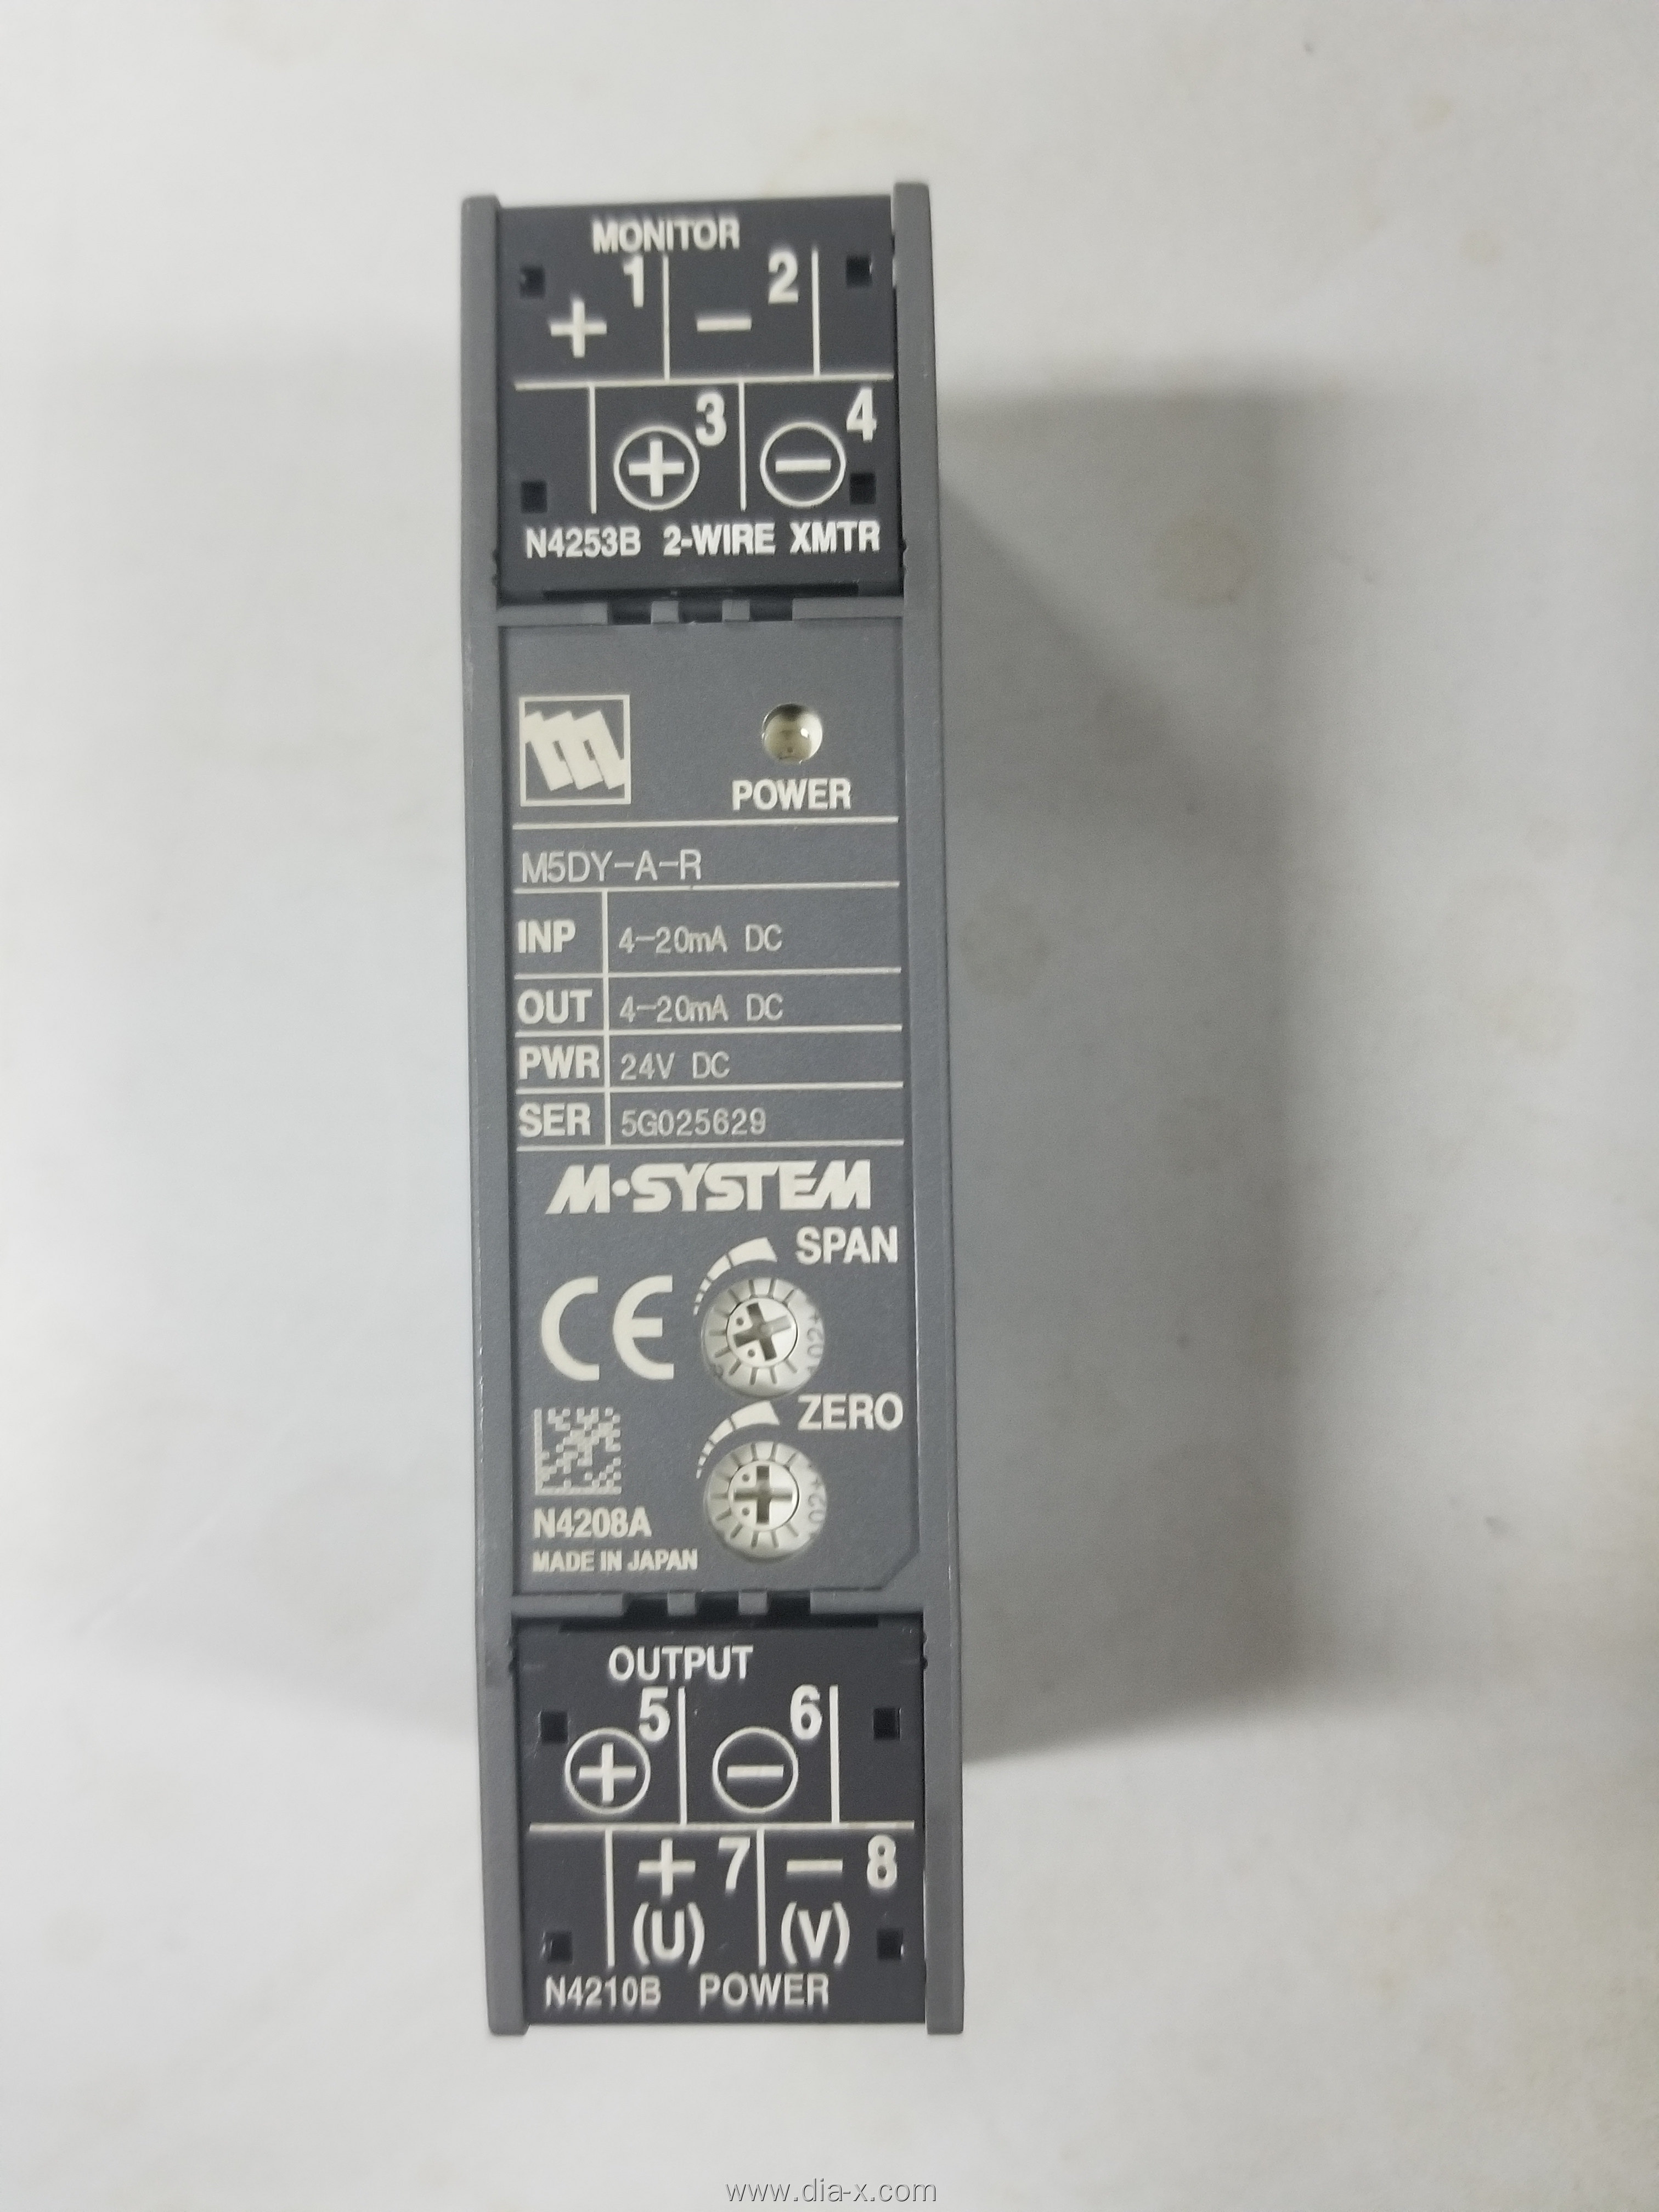 MONITOR
1 2
+ −
3 4
+ −
N4253B 2-WIRE XMTR
POWER
M5DY-A-R
INP 4-20mA DC
OUT 4-20mA DC
PWR 24V DC
SER 5G025629
M·SYSTEM
SPAN
CE
ZERO
N4208A
MADE IN JAPAN
OUTPUT
5 6
+ −
+ 7 − 8
(U) (V)
N4210B POWER
www.dia-x.com